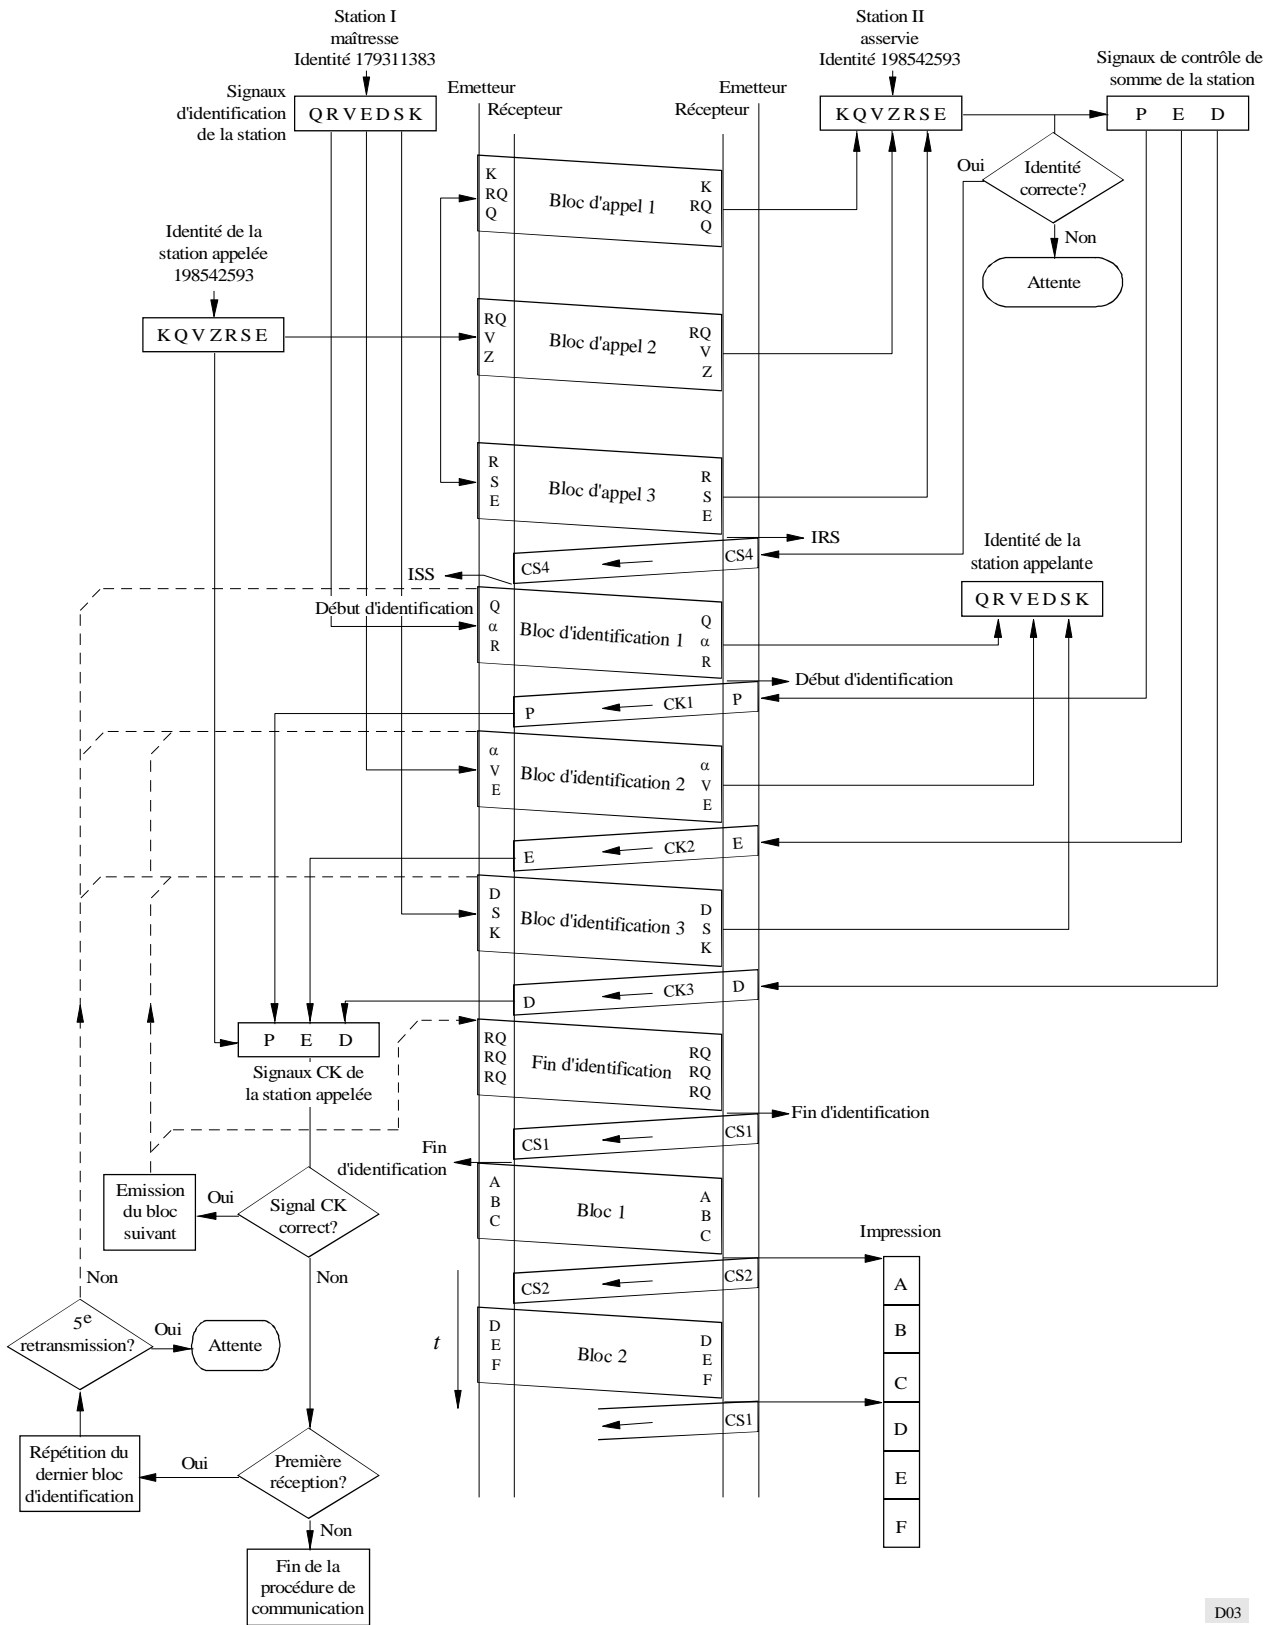 Station I
maîtresse
Identité 179311383
Signaux
d'identification
de la station
Q R V E D S K
Emetteur
Récepteur
Emetteur
Récepteur
Station II
asservie
Identité 198542593
K Q V Z R S E
Signaux de contrôle de
somme de la station
P E D
Oui
Identité
correcte?
Non
Attente
K
RQ
Q
Bloc d'appel 1
K
RQ
Q
Identité de la
station appelée
198542593
K Q V Z R S E
RQ
V
Z
Bloc d'appel 2
RQ
V
Z
R
S
E
Bloc d'appel 3
R
S
E
IRS
CS4
CS4
ISS
Identité de la
station appelante
Q R V E D S K
Début d'identification
Q
α
R
Bloc d'identification 1
Q
α
R
Début d'identification
P
CK1
P
α
V
E
Bloc d'identification 2
α
V
E
E
CK2
E
D
S
K
Bloc d'identification 3
D
S
K
D
CK3
D
P E D
Signaux CK de
la station appelée
RQ
RQ
RQ
Fin d'identification
RQ
RQ
RQ
Fin d'identification
CS1
CS1
Fin
d'identification
Emission
du bloc
suivant
Oui
Signal CK
correct?
Non
A
B
C
Bloc 1
A
B
C
Impression
CS2
CS2
Non
5e
retransmission?
Oui
Attente
t
D
E
F
Bloc 2
D
E
F
CS1
A
B
C
D
E
F
Répétition du
dernier bloc
d'identification
Oui
Première
réception?
Non
Fin de la
procédure de
communication
D03